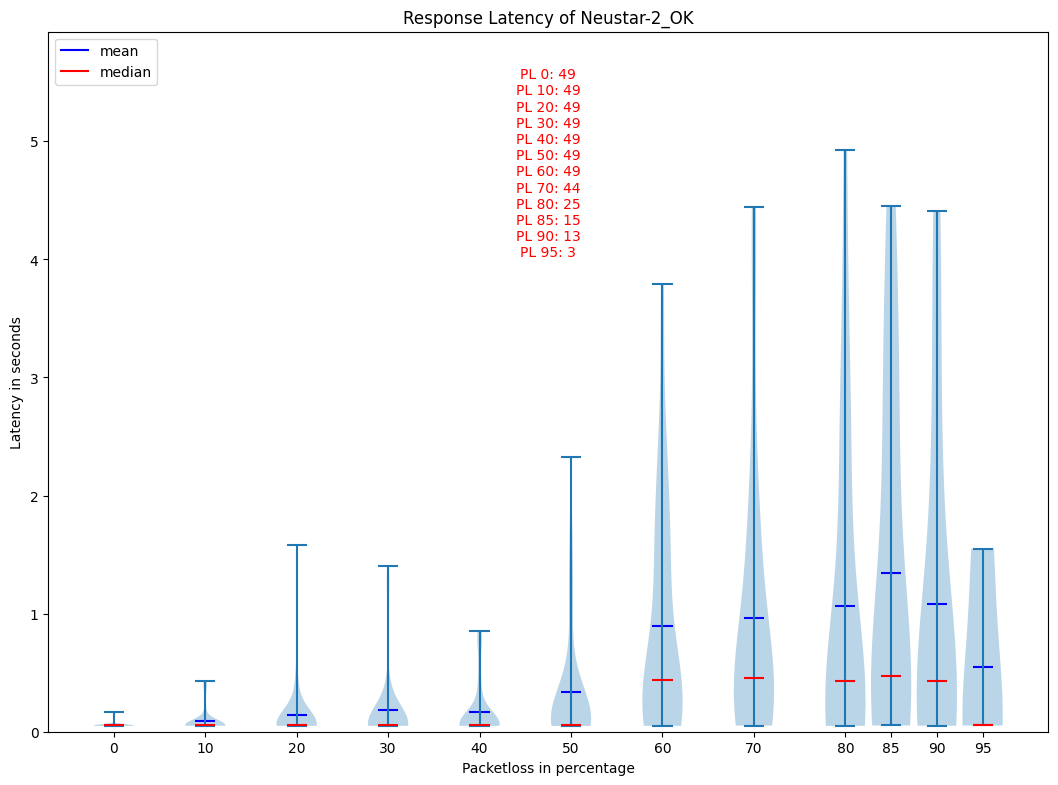 Response Latency of Neustar-2_OK
mean
median
PL 0: 49
PL 10: 49
PL 20: 49
PL 30: 49
PL 40: 49
PL 50: 49
PL 60: 49
PL 70: 44
PL 80: 25
PL 85: 15
PL 90: 13
PL 95: 3
Latency in seconds
5
4
3
2
1
0
0 10 20 30 40 50 60 70 80 85 90 95
Packetloss in percentage